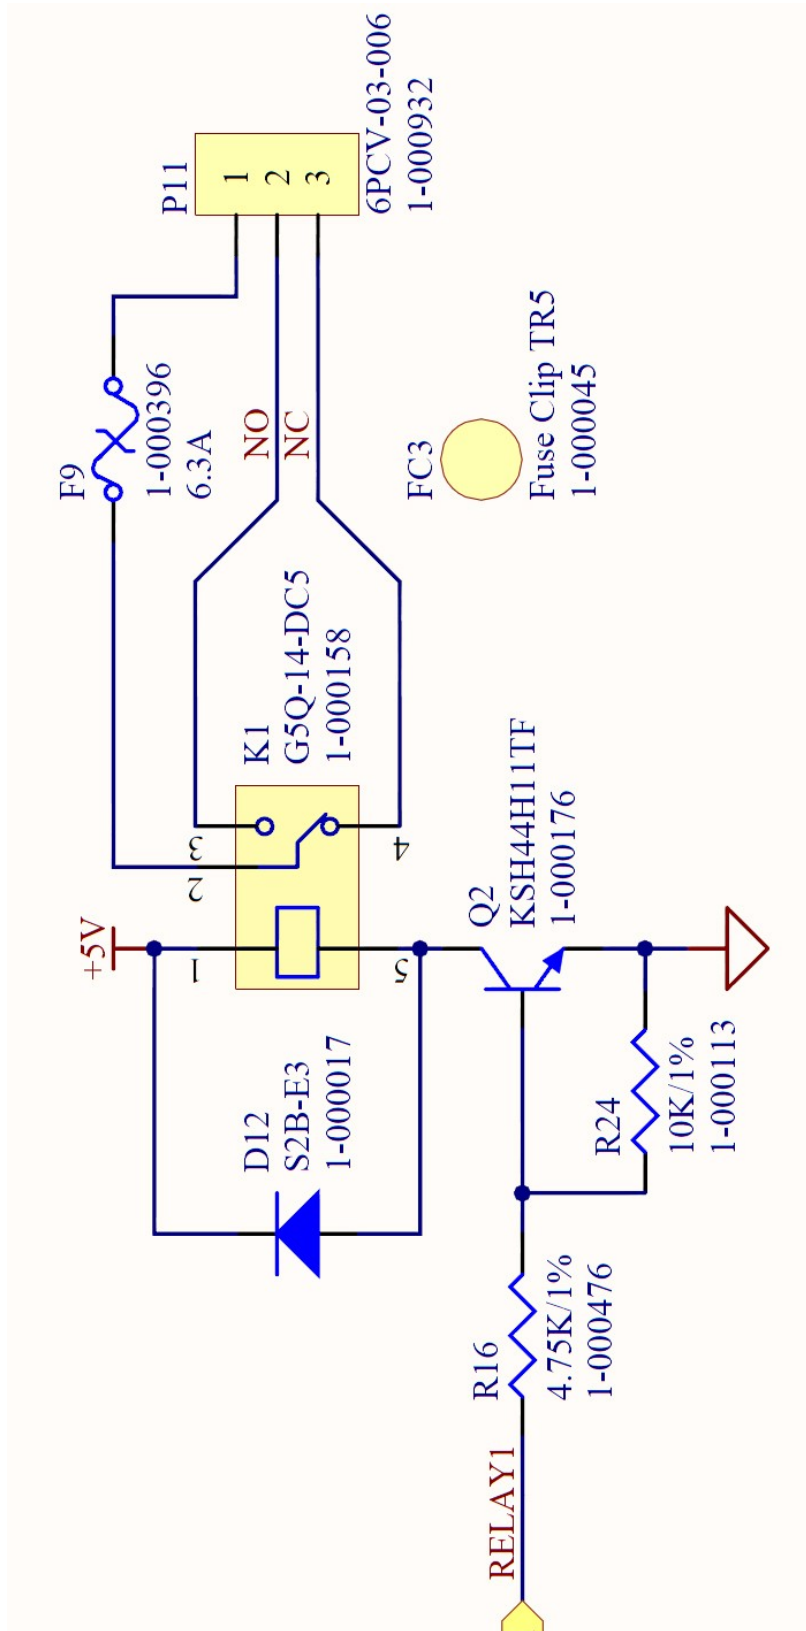 P11
1
2
3
6PCV-03-006
1-000932
F9
1-000396
6.3A
NO
NC
FC3
Fuse Clip TR5
1-000045
K1
G5Q-14-DC5
1-000158
3
2
4
1
5
+5V
Q2
KSH44H11TF
1-000176
D12
S2B-E3
1-000017
R24
10K/1%
1-000113
R16
4.75K/1%
1-000476
RELAY1